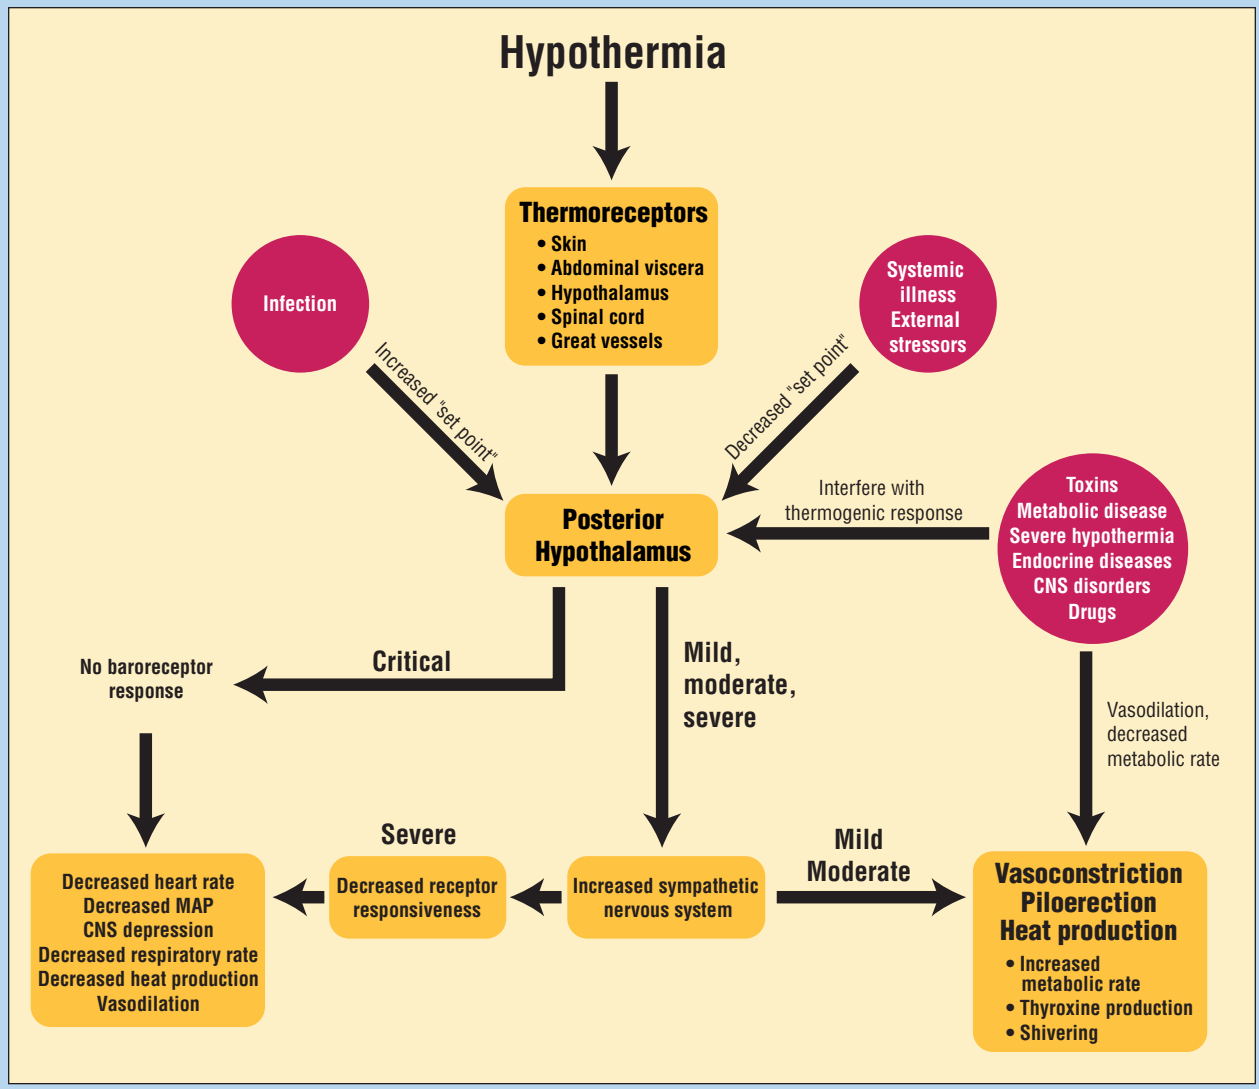 Hypothermia
Thermoreceptors
• Skin
• Abdominal viscera
• Hypothalamus
• Spinal cord
• Great vessels
Infection
Systemic
illness
External
stressors
Increased "set point"
Decreased "set point"
Interfere with
thermogenic response
Toxins
Metabolic disease
Severe hypothermia
Endocrine diseases
CNS disorders
Drugs
Posterior
Hypothalamus
No baroreceptor
response
Critical
Mild,
moderate,
severe
Vasodilation,
decreased
metabolic rate
Severe
Mild
Moderate
Decreased heart rate
Decreased MAP
CNS depression
Decreased respiratory rate
Decreased heat production
Vasodilation
Decreased receptor
responsiveness
Increased sympathetic
nervous system
Vasoconstriction
Piloerection
Heat production
• Increased
metabolic rate
• Thyroxine production
• Shivering